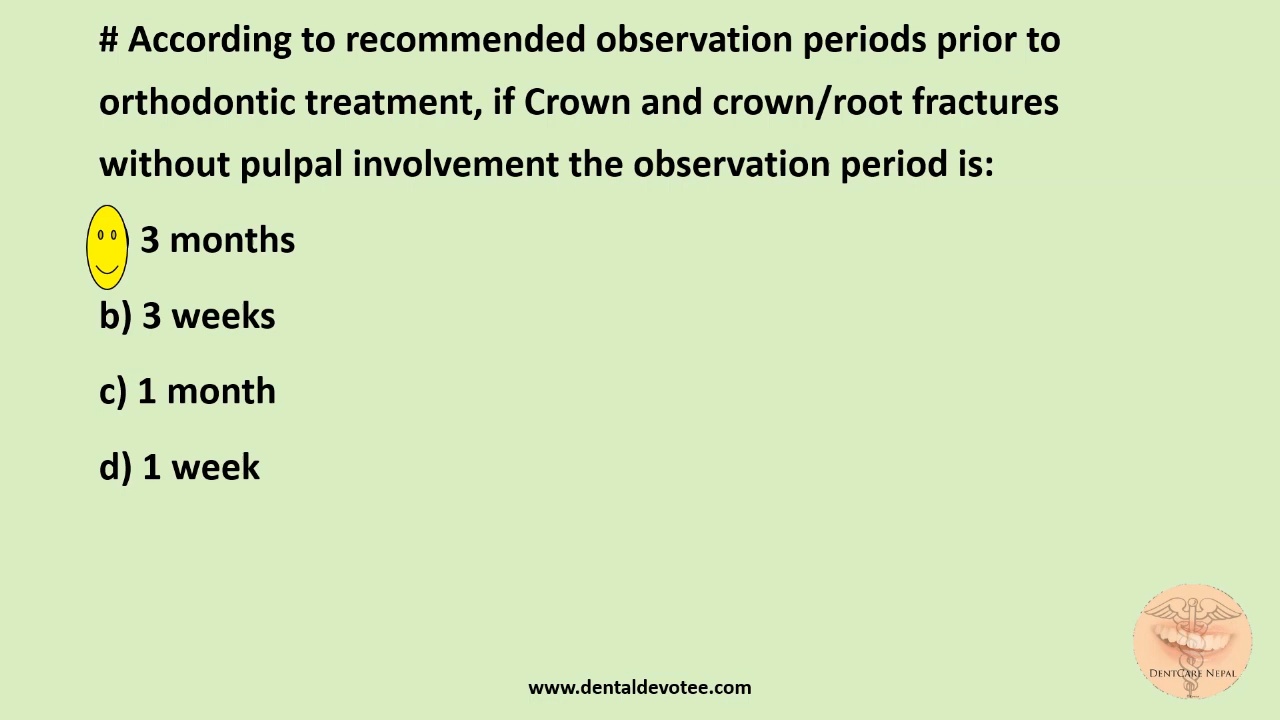 # According to recommended observation periods prior to
orthodontic treatment, if Crown and crown/root fractures
without pulpal involvement the observation period is:
3 months
b) 3 weeks
c) 1 month
d) 1 week
DentCare Nepal
www.dentaldevotee.com